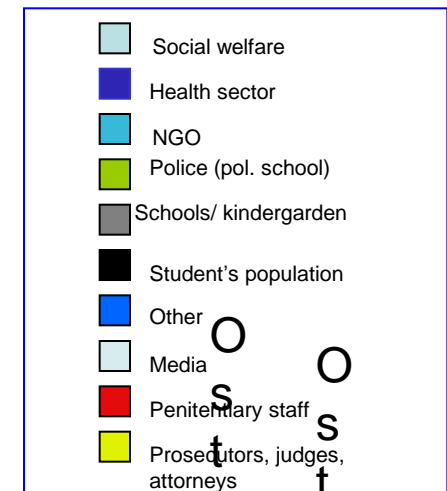 Social welfare
Health sector
NGO
Police (pol. school)
Schools/ kindergarden
Student's population
Other
Media
Penitentiary staff
Prosecutors, judges,
attorneys
O
s
t
O
s
t